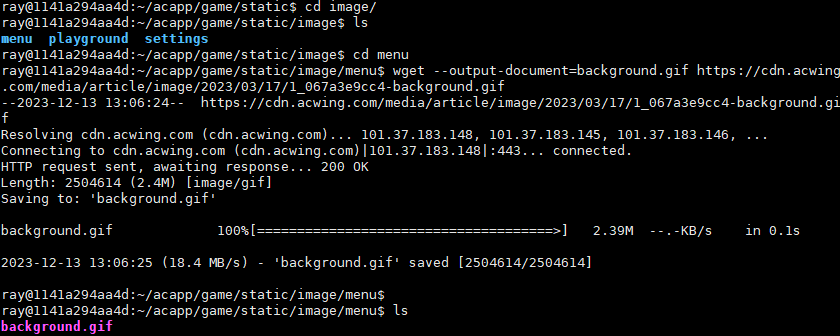 ray@1141a294aa4d:~/acapp/game/static$ cd image/
ray@1141a294aa4d:~/acapp/game/static/image$ ls
menu  playground  settings
ray@1141a294aa4d:~/acapp/game/static/image$ cd menu
ray@1141a294aa4d:~/acapp/game/static/image/menu$ wget --output-document=background.gif https://cdn.acwing
.com/media/article/image/2023/03/17/1_067a3e9cc4-background.gif
--2023-12-13 13:06:24--  https://cdn.acwing.com/media/article/image/2023/03/17/1_067a3e9cc4-background.gi
f
Resolving cdn.acwing.com (cdn.acwing.com)... 101.37.183.148, 101.37.183.145, 101.37.183.146, ...
Connecting to cdn.acwing.com (cdn.acwing.com)|101.37.183.148|:443... connected.
HTTP request sent, awaiting response... 200 OK
Length: 2504614 (2.4M) [image/gif]
Saving to: 'background.gif'
background.gif             100%[=====================================>]   2.39M  --.-KB/s    in 0.1s
2023-12-13 13:06:25 (18.4 MB/s) - 'background.gif' saved [2504614/2504614]
ray@1141a294aa4d:~/acapp/game/static/image/menu$
ray@1141a294aa4d:~/acapp/game/static/image/menu$ ls
background.gif